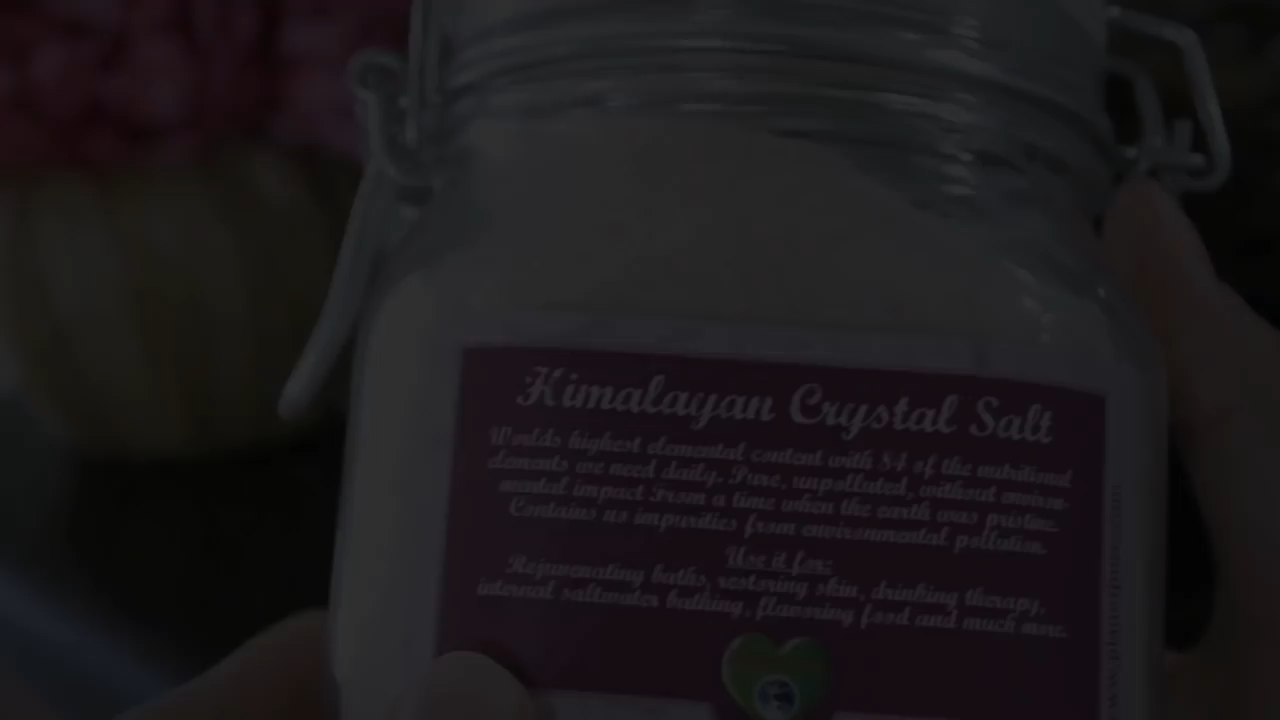 Himalayan Crystal Salt
Worlds highest elemental content with 84 of the nutritional
elements we need daily. Pure, unpolluted, without environ-
mental impact From a time when the earth was pristine.
Contains no impurities from environmental pollution.
Use it for:
Rejuvenating baths, restoring skin, drinking therapy,
internal saltwater bathing, flavoring food and much more.